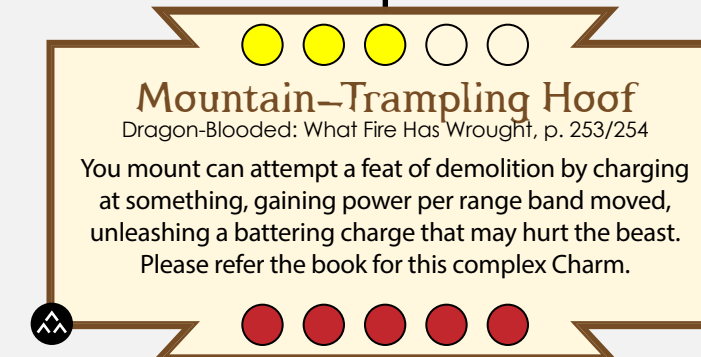 Mountain–Trampling Hoof
Dragon-Blooded: What Fire Has Wrought, p. 253/254
You mount can attempt a feat of demolition by charging
at something, gaining power per range band moved,
unleashing a battering charge that may hurt the beast.
Please refer the book for this complex Charm.